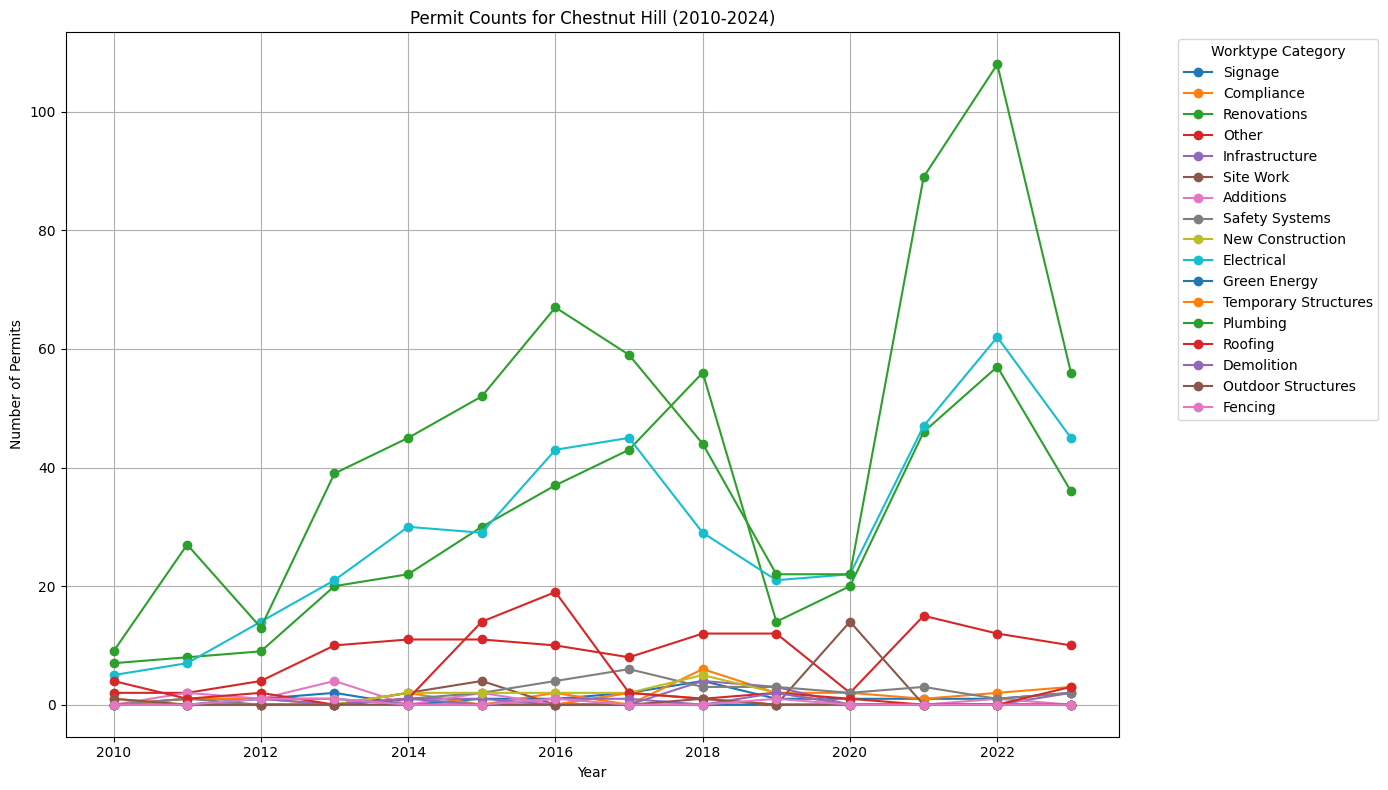 Permit Counts for Chestnut Hill (2010-2024)
Number of Permits
100
80
60
40
20
0
2010 2012 2014 2016 2018 2020 2022
Year
Worktype Category
Signage
Compliance
Renovations
Other
Infrastructure
Site Work
Additions
Safety Systems
New Construction
Electrical
Green Energy
Temporary Structures
Plumbing
Roofing
Demolition
Outdoor Structures
Fencing